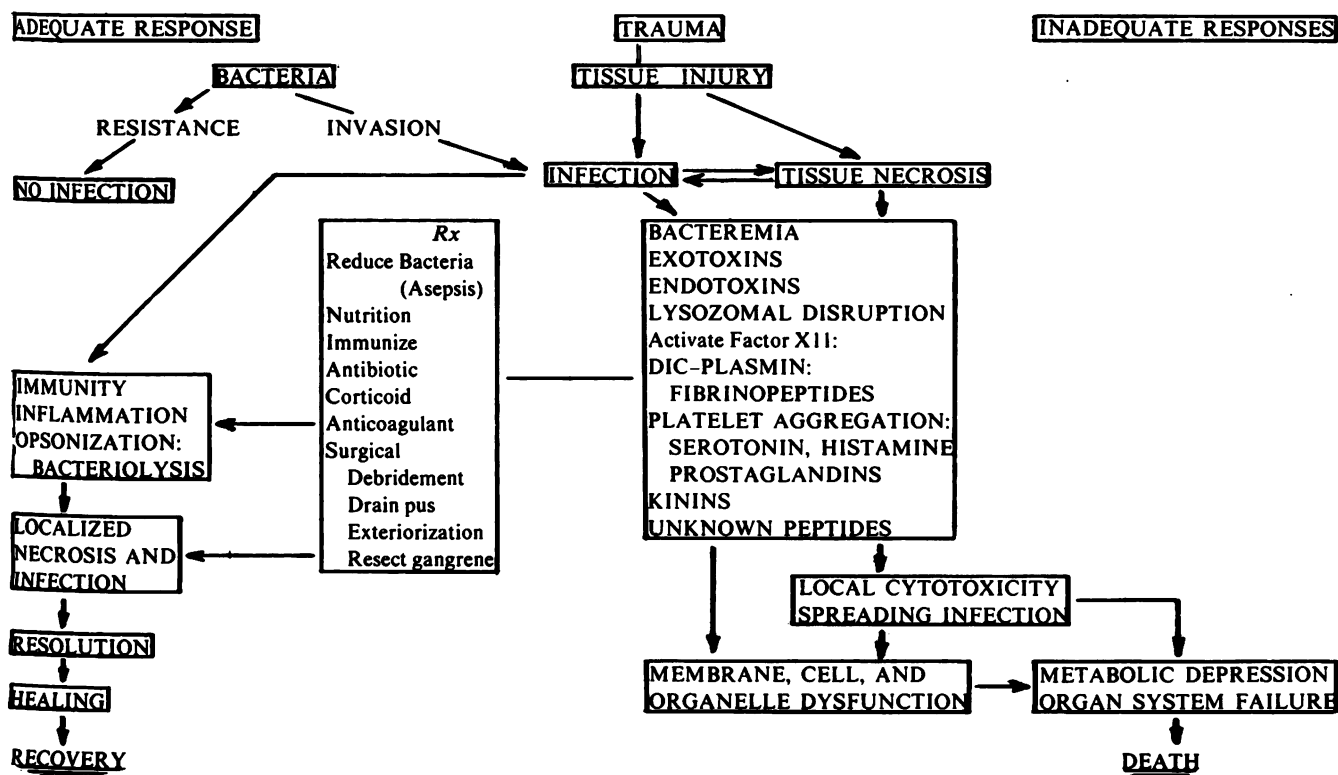 ADEQUATE RESPONSE
TRAUMA
INADEQUATE RESPONSES
BACTERIA
TISSUE INJURY
RESISTANCE
INVASION
NO INFECTION
INFECTION
TISSUE NECROSIS
Rx
Reduce Bacteria
(Asepsis)
Nutrition
Immunize
Antibiotic
Corticoid
Anticoagulant
Surgical
Debridement
Drain pus
Exteriorization
Resect gangrene
BACTEREMIA
EXOTOXINS
ENDOTOXINS
LYSOZOMAL DISRUPTION
Activate Factor X11:
DIC-PLASMIN:
FIBRINOPEPTIDES
PLATELET AGGREGATION:
SEROTONIN, HISTAMINE
PROSTAGLANDINS
KININS
UNKNOWN PEPTIDES
IMMUNITY
INFLAMMATION
OPSONIZATION:
BACTERIOLYSIS
LOCALIZED
NECROSIS AND
INFECTION
RESOLUTION
HEALING
RECOVERY
LOCAL CYTOTOXICITY
SPREADING INFECTION
MEMBRANE, CELL, AND
ORGANELLE DYSFUNCTION
METABOLIC DEPRESSION
ORGAN SYSTEM FAILURE
DEATH